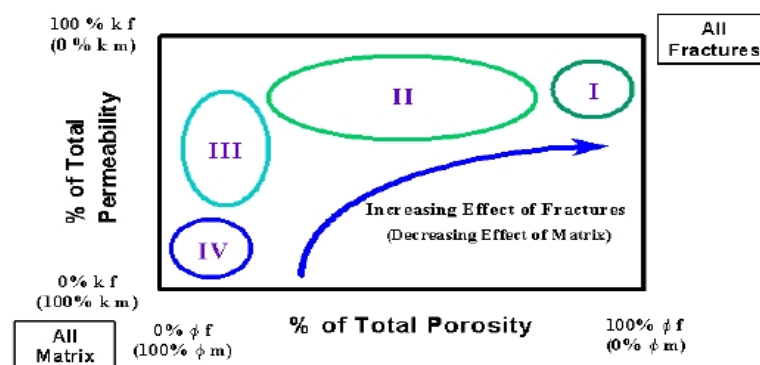 100 % k f
(0 % k m)
All
Fractures
II
I
III
% of Total
Permeability
Increasing Effect of Fractures
(Decreasing Effect of Matrix)
IV
0% k f
(100% k m)
All
Matrix
0% ϕ f
(100% ϕ m)
% of Total Porosity
100% ϕ f
(0% ϕ m)